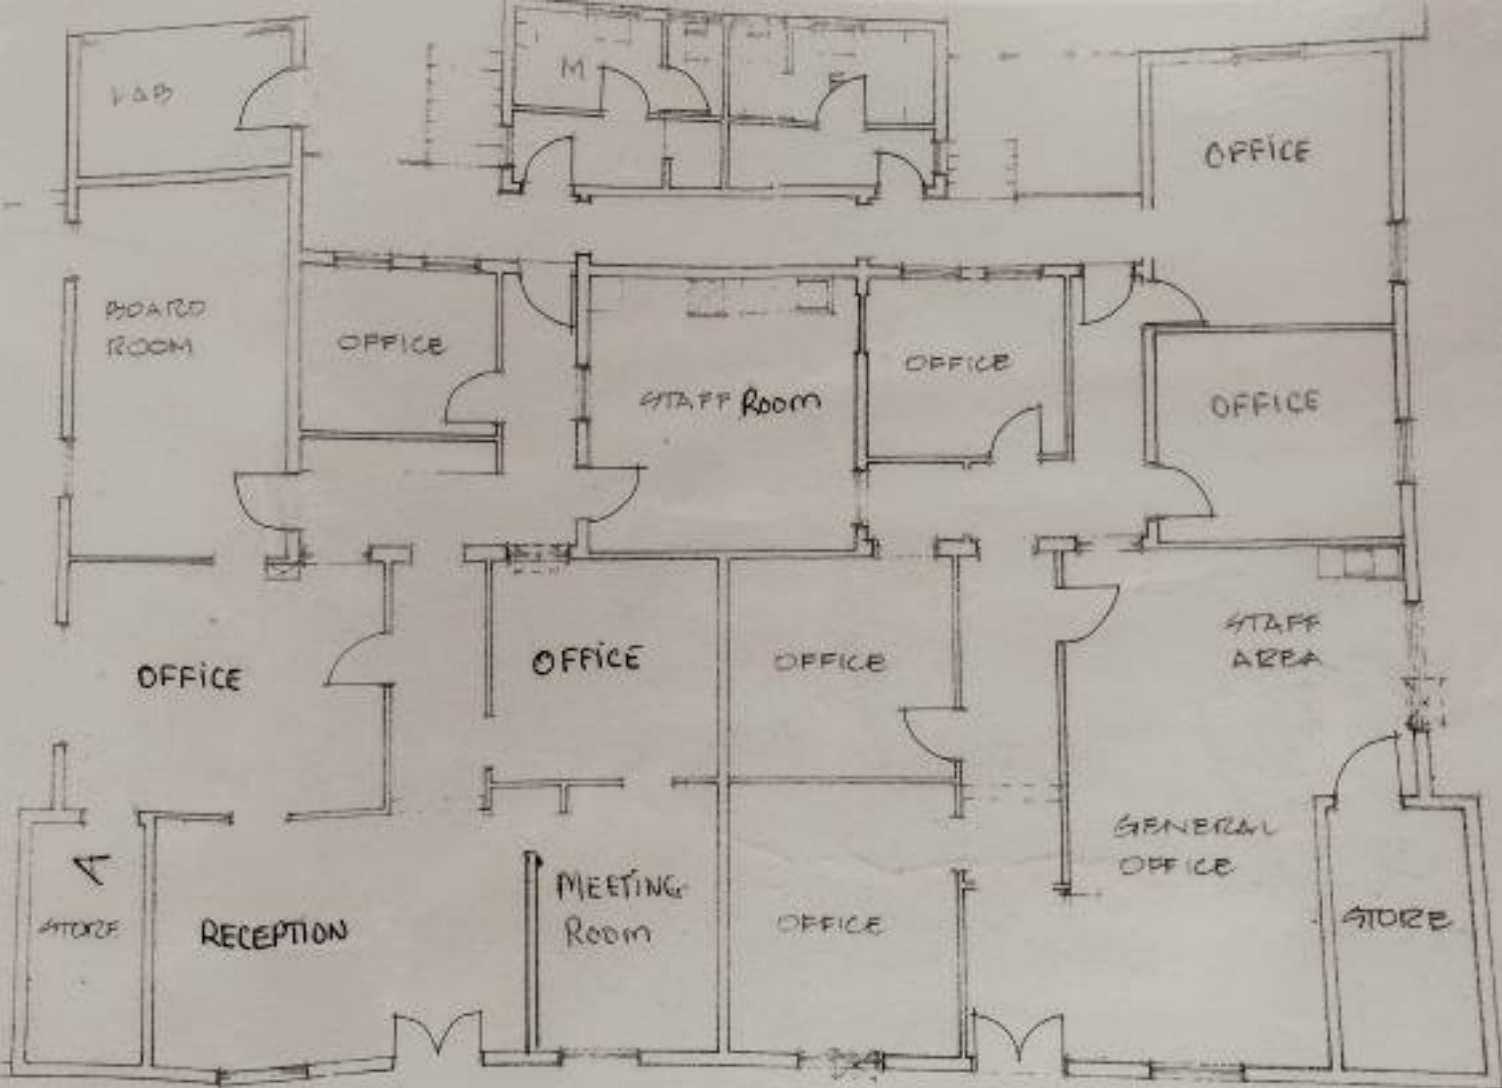 LAB
M
F
OFFICE
BOARD
ROOM
OFFICE
STAFF ROOM
OFFICE
OFFICE
OFFICE
OFFICE
OFFICE
STAFF
AREA
A
STORE
RECEPTION
MEETING
ROOM
OFFICE
GENERAL
OFFICE
STORE